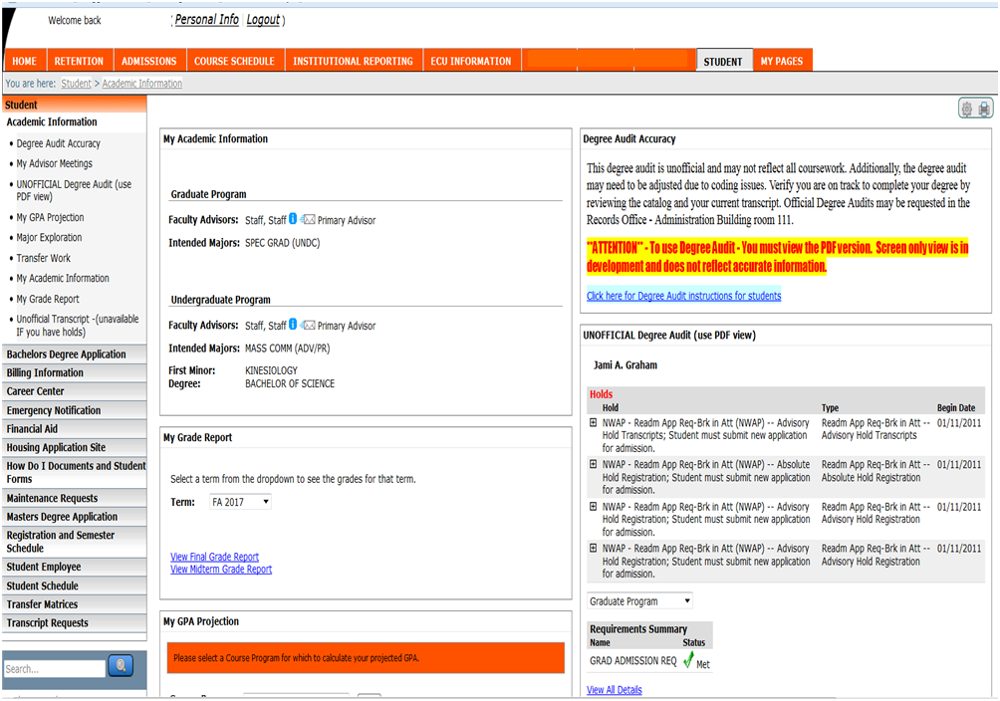 Welcome back
( Personal Info | Logout )
HOME RETENTION ADMISSIONS COURSE SCHEDULE INSTITUTIONAL REPORTING ECU INFORMATION STUDENT MY PAGES
You are here: Student > Academic Information
Student
Academic Information
• Degree Audit Accuracy
• My Advisor Meetings
• UNOFFICIAL Degree Audit (use
PDF view)
• My GPA Projection
• Major Exploration
• Transfer Work
• My Academic Information
• My Grade Report
• Unofficial Transcript -(unavailable
IF you have holds)
Bachelors Degree Application
Billing Information
Career Center
Emergency Notification
Financial Aid
Housing Application Site
How Do I Documents and Student
Forms
Maintenance Requests
Masters Degree Application
Registration and Semester
Schedule
Student Employee
Student Schedule
Transfer Matrices
Transcript Requests
Search...
My Academic Information
Graduate Program
Faculty Advisors: Staff, Staff Primary Advisor
Intended Majors: SPEC GRAD (UNDC)
Undergraduate Program
Faculty Advisors: Staff, Staff Primary Advisor
Intended Majors: MASS COMM (ADV/PR)
First Minor: KINESIOLOGY
Degree: BACHELOR OF SCIENCE
My Grade Report
Select a term from the dropdown to see the grades for that term.
Term: FA 2017
View Final Grade Report
View Midterm Grade Report
My GPA Projection
Please select a Course Program for which to calculate your projected GPA.
Degree Audit Accuracy
This degree audit is unofficial and may not reflect all coursework. Additionally, the degree audit
may need to be adjusted due to coding issues. Verify you are on track to complete your degree by
reviewing the catalog and your current transcript. Official Degree Audits may be requested in the
Records Office - Administration Building room 111.
**ATTENTION** - To use Degree Audit - You must view the PDF version. Screen only view is in
development and does not reflect accurate information.
Click here for Degree Audit instructions for students
UNOFFICIAL Degree Audit (use PDF view)
Jami A. Graham
Holds
Hold Type Begin Date
NWAP - Readm App Req-Brk in Att (NWAP) -- Advisory Readm App Req-Brk in Att -- 01/11/2011
Hold Transcripts; Student must submit new application Advisory Hold Transcripts
for admission.
NWAP - Readm App Req-Brk in Att (NWAP) -- Absolute Readm App Req-Brk in Att -- 01/11/2011
Hold Registration; Student must submit new application Absolute Hold Registration
for admission.
NWAP - Readm App Req-Brk in Att (NWAP) -- Advisory Readm App Req-Brk in Att -- 01/11/2011
Hold Registration; Student must submit new application Advisory Hold Registration
for admission.
NWAP - Readm App Req-Brk in Att (NWAP) -- Advisory Readm App Req-Brk in Att -- 01/11/2011
Hold Registration; Student must submit new application Advisory Hold Registration
for admission.
Graduate Program
Requirements Summary
Name Status
GRAD ADMISSION REQ Met
View All Details